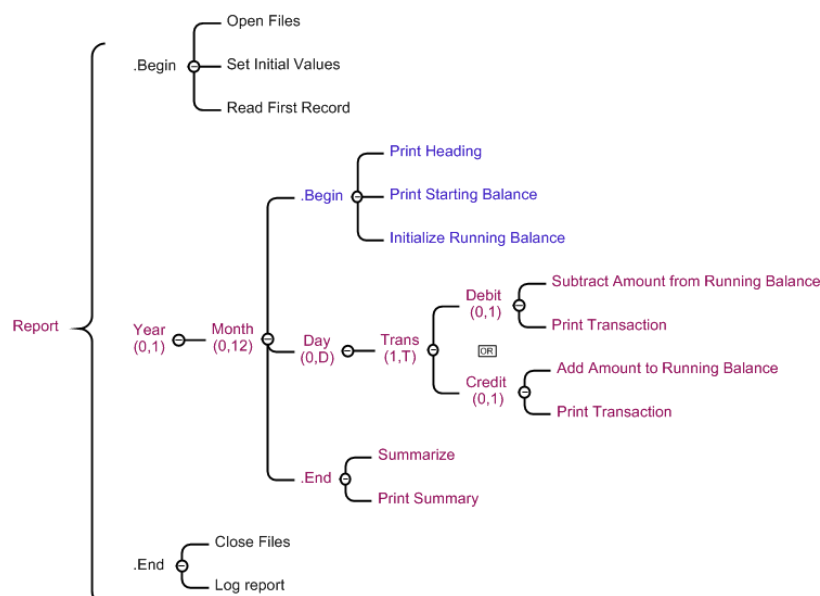 Open Files
.Begin
Set Initial Values
Read First Record
Print Heading
.Begin
Print Starting Balance
Initialize Running Balance
Report
Year
(0,1)
Month
(0,12)
Day
(0,D)
Trans
(1,T)
Debit
(0,1)
Subtract Amount from Running Balance
Print Transaction
OR
Credit
(0,1)
Add Amount to Running Balance
Print Transaction
.End
Summarize
Print Summary
.End
Close Files
Log report